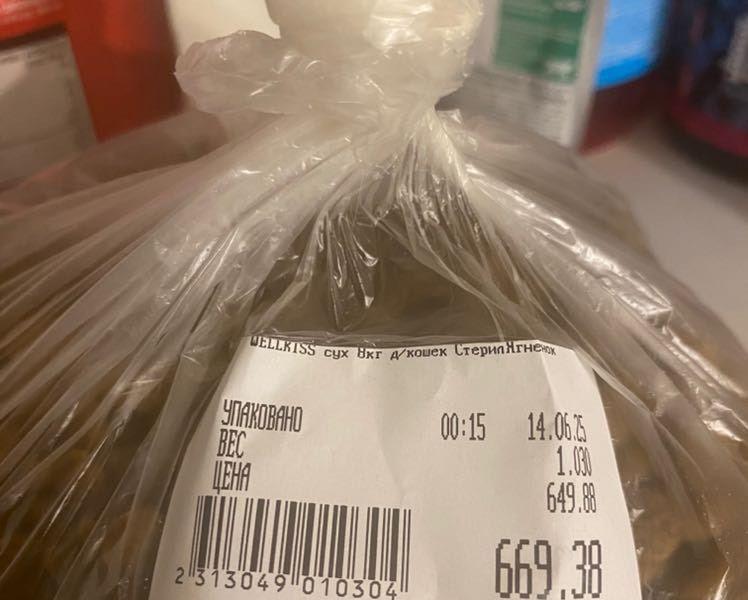 WELLKISS сух 8кг д/кошек СтерилЯгненок
УПАКОВАНО 00:15 14.06.25
ВЕС 1.030
ЦЕНА 649.88
669,38
2 313049 010304